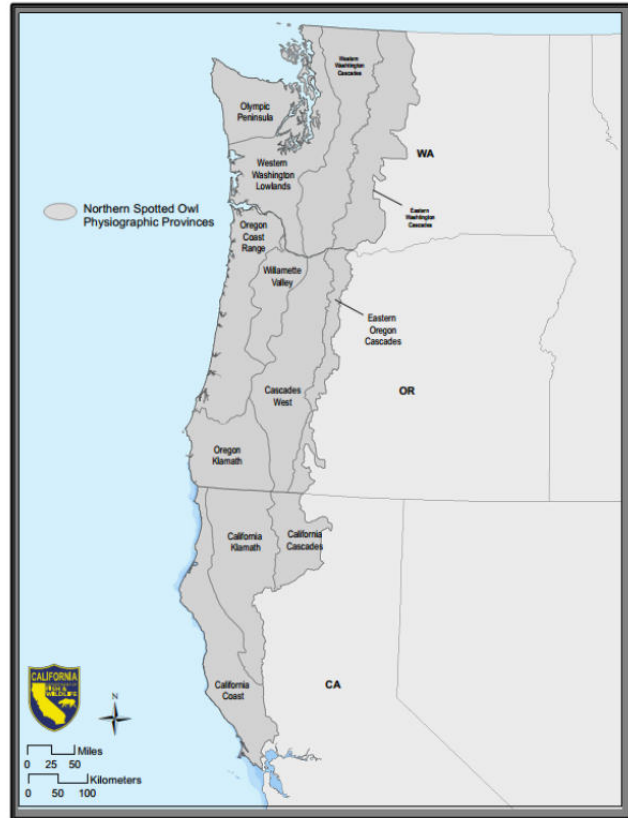 Western
Washington
Cascades
Olympic
Peninsula
WA
Western
Washington
Lowlands
Eastern
Washington
Cascades
Northern Spotted Owl
Physiographic Provinces
Oregon
Coast
Range
Willamette
Valley
Eastern
Oregon
Cascades
Cascades
West
OR
Oregon
Klamath
California
Klamath
California
Cascades
CA
California
Coast
CALIFORNIA
FISH &
WILDLIFE
N
Miles
0 25 50
Kilometers
0 50 100